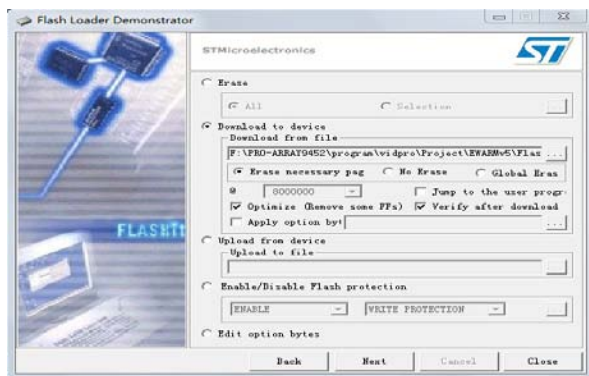 Flash Loader Demonstrator
STMicroelectronics
ST
Erase
All Selection ...
Download to device
Download from file
F:\PRO-ARRAY9452\program\vidpro\Project\EWARMv5\Flas ...
Erase necessary pag No Erase Global Eras
@ 8000000 Jump to the user progr
Optimize (Remove some FFs) Verify after download
Apply option byt ...
FLASHIT
Upload from device
Upload to file
Enable/Disable Flash protection
ENABLE WRITE PROTECTION ...
Edit option bytes
Back Next Cancel Close